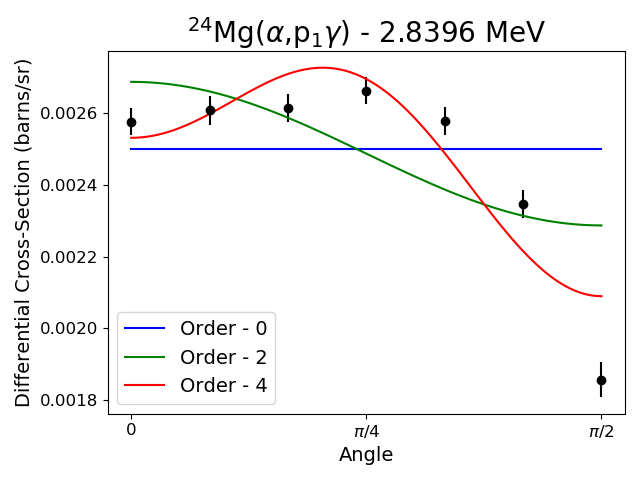 ²⁴Mg(α,p₁γ) - 2.8396 MeV
Differential Cross-Section (barns/sr)
0.0026
0.0024
0.0022
0.0020
0.0018
Order - 0
Order - 2
Order - 4
0
π/4
π/2
Angle